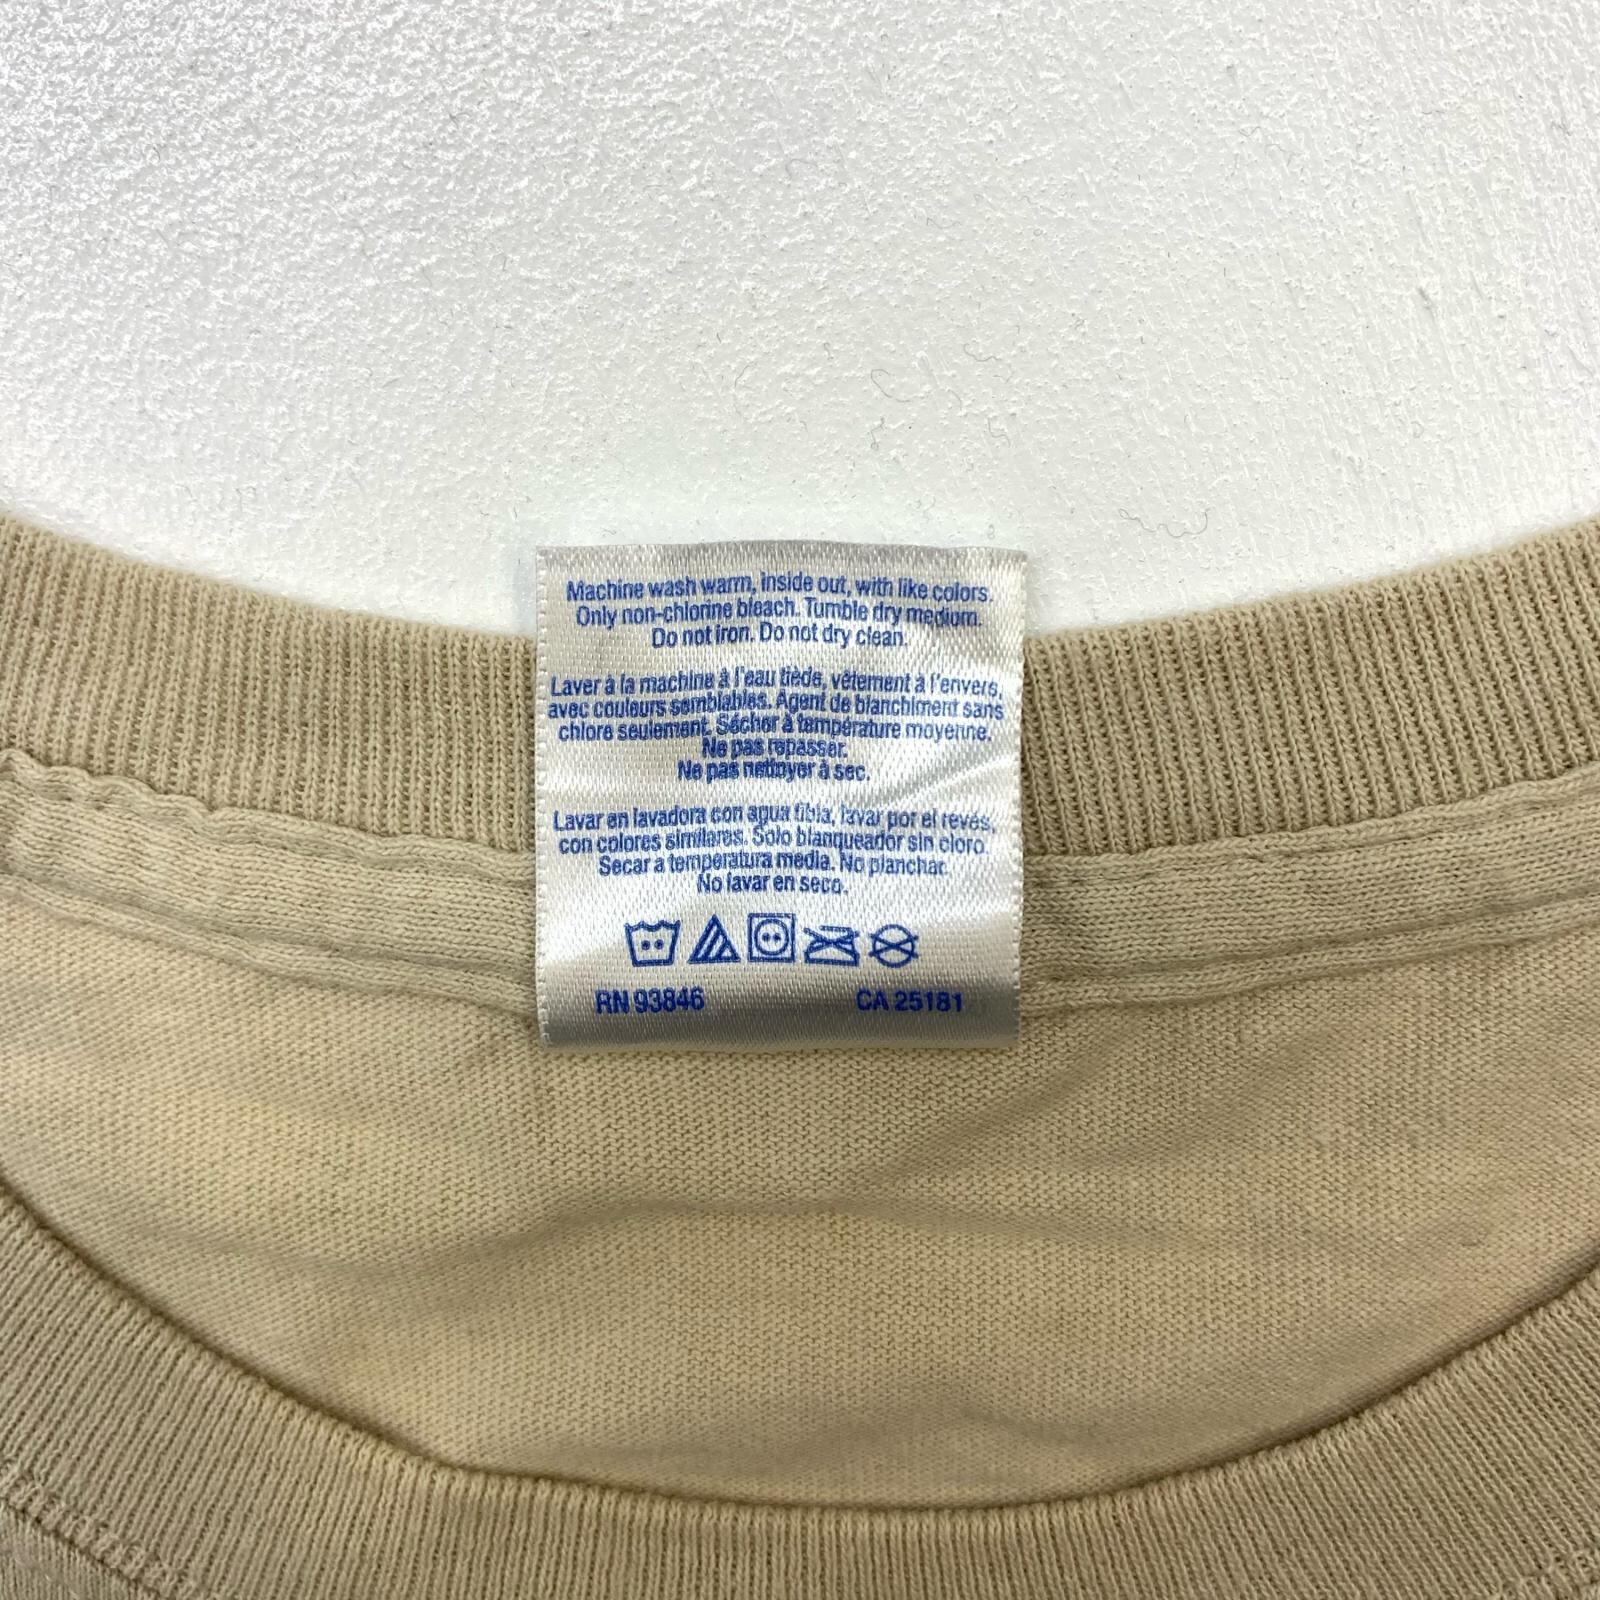 Machine wash warm, inside out, with like colors.
Only non-chlorine bleach. Tumble dry medium.
Do not iron. Do not dry clean.
Laver à la machine à l'eau tiède, vêtement à l'envers,
avec couleurs semblables. Agent de blanchiment sans
chlore seulement. Sécher à température moyenne.
Ne pas repasser.
Ne pas nettoyer à sec.
Lavar en lavadora con agua tibia, lavar por el revés,
con colores similares. Solo blanqueador sin cloro.
Secar a temperatura media. No planchar.
No lavar en seco.
RN 93846 CA 25181